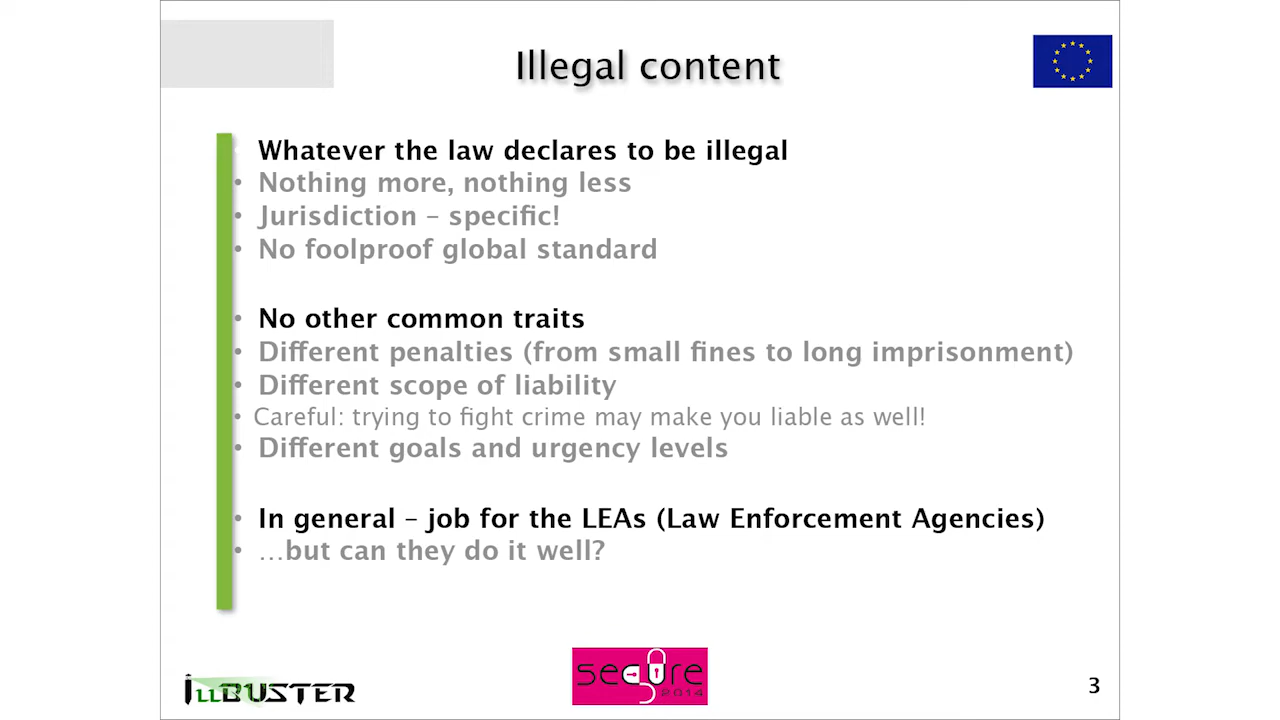 Illegal content
Whatever the law declares to be illegal
• Nothing more, nothing less
• Jurisdiction – specific!
• No foolproof global standard
• No other common traits
• Different penalties (from small fines to long imprisonment)
• Different scope of liability
• Careful: trying to fight crime may make you liable as well!
• Different goals and urgency levels
• In general – job for the LEAs (Law Enforcement Agencies)
• …but can they do it well?
ILLBUSTER
secure
2014
3